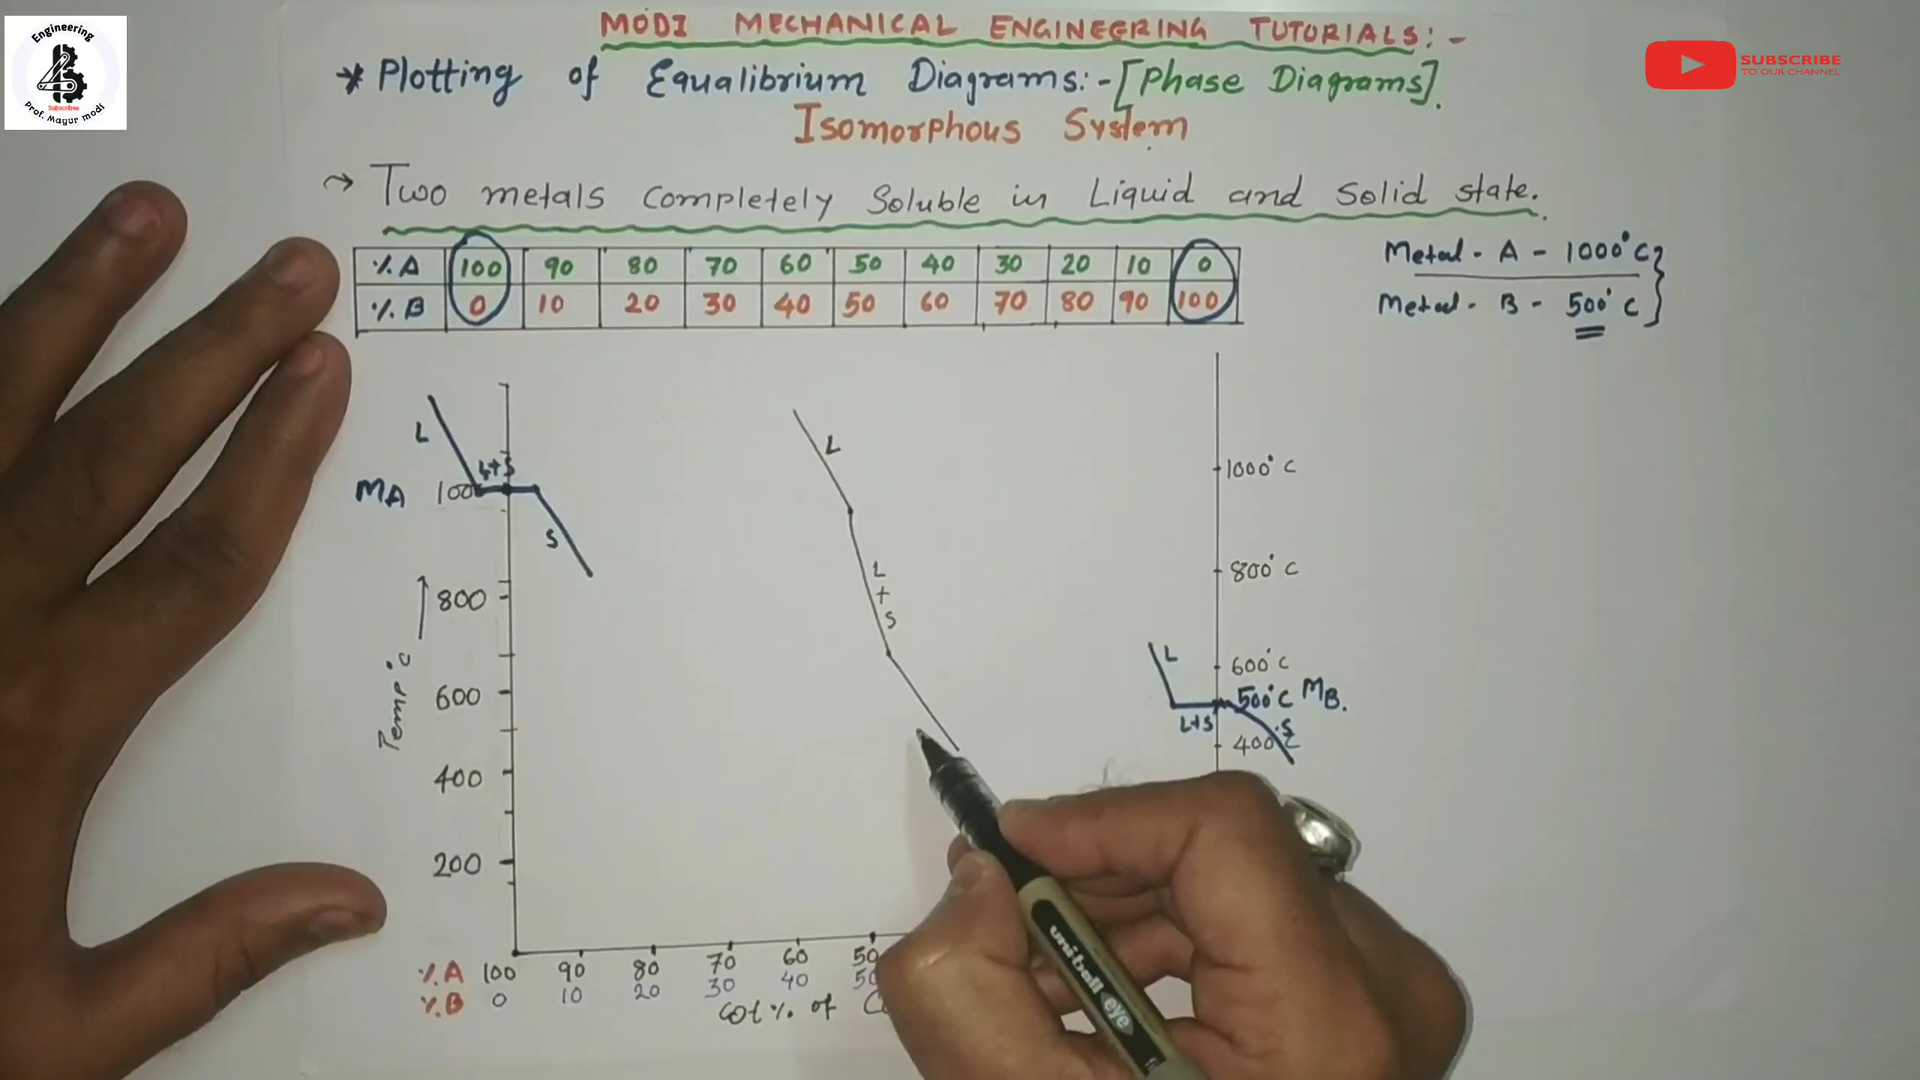 Engineering
Subscribes
Prof. Mayur modi
MODI MECHANICAL ENGINEERING TUTORIALS:-
SUBSCRIBE
TO OUR CHANNEL
* Plotting of Equalibrium Diagrams:-[Phase Diagrams].
Isomorphous System
→ Two metals completely Soluble in Liquid and Solid state.
%A 100 90 80 70 60 50 40 30 20 10 0
%B 0 10 20 30 40 50 60 70 80 90 100
Metal - A - 1000°C
Metal - B - 500°C
L
L+S
MA 100
S
L
L
+
S
1000°C
800°C
L
600°C
500°C MB.
L+S
S
400°C
800
600
400
200
Temp °C
%A 100 90 80 70 60 50
%B 0 10 20 30 40 50
wt% of
uniball eye